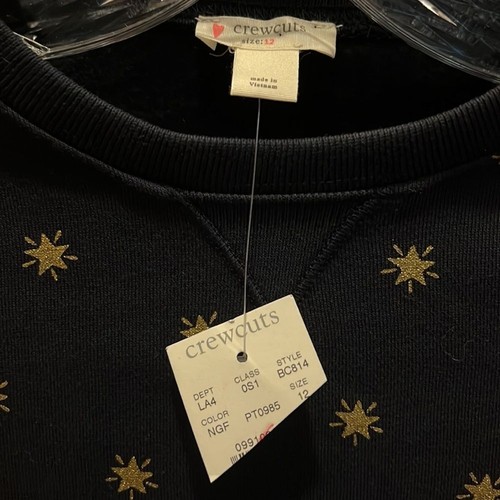 crewcuts
size: 12
made in
Vietnam
crewcuts
DEPT CLASS STYLE
LA4 0S1 BC814
COLOR SIZE
NGF PT0985 12